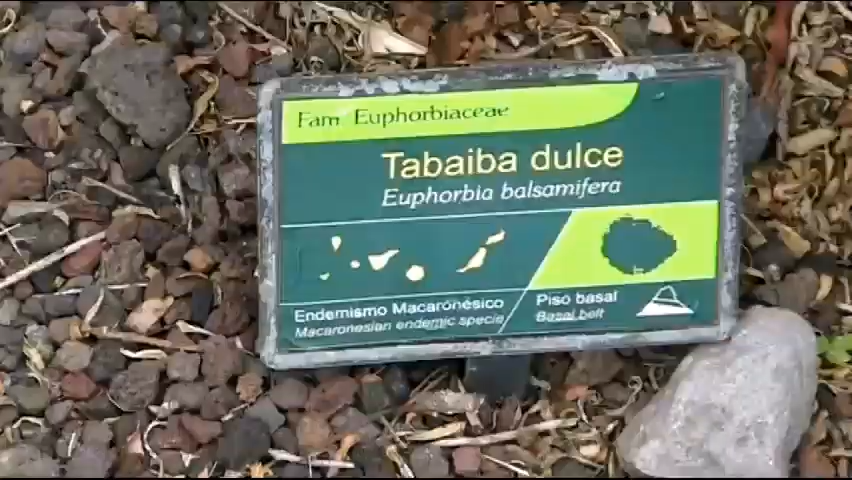 Fam. Euphorbiaceae
Tabaiba dulce
Euphorbia balsamifera
Endemismo Macaronésico
Macaronesian endemic specie
Piso basal
Basal belt